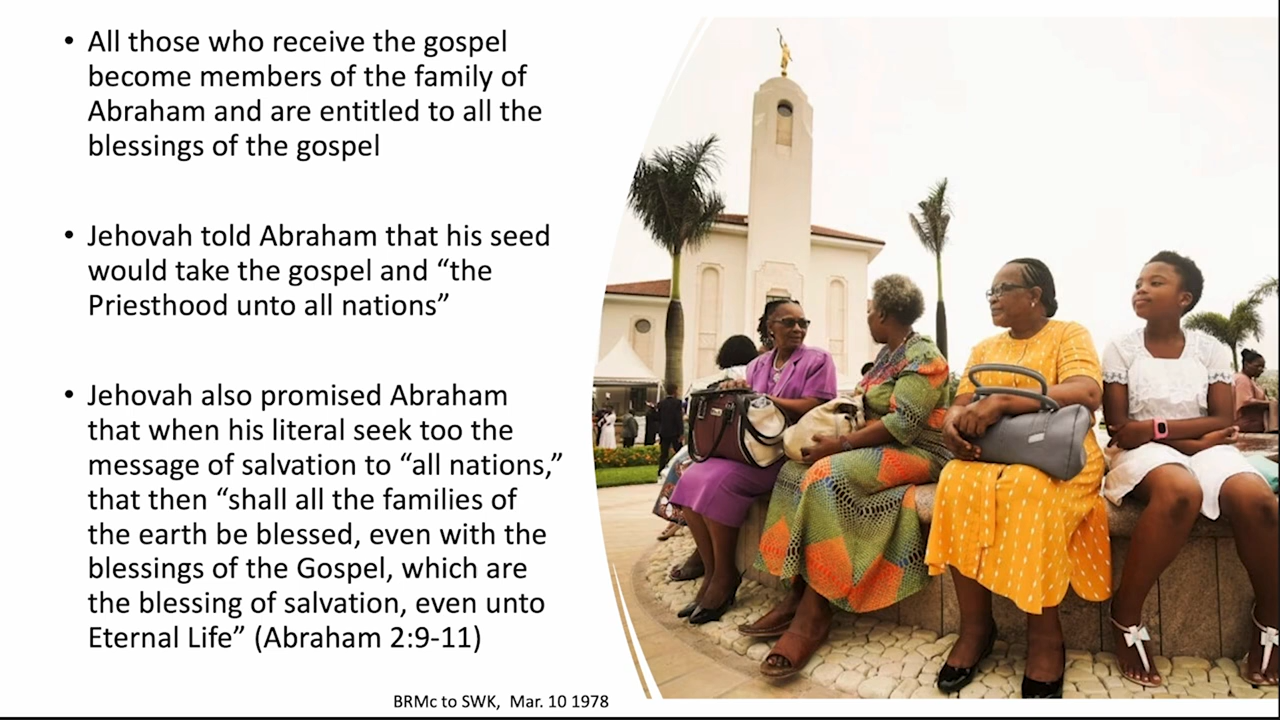 • All those who receive the gospel
become members of the family of
Abraham and are entitled to all the
blessings of the gospel
• Jehovah told Abraham that his seed
would take the gospel and “the
Priesthood unto all nations”
• Jehovah also promised Abraham
that when his literal seek too the
message of salvation to “all nations,”
that then “shall all the families of
the earth be blessed, even with the
blessings of the Gospel, which are
the blessing of salvation, even unto
Eternal Life” (Abraham 2:9-11)
BRMc to SWK, Mar. 10 1978